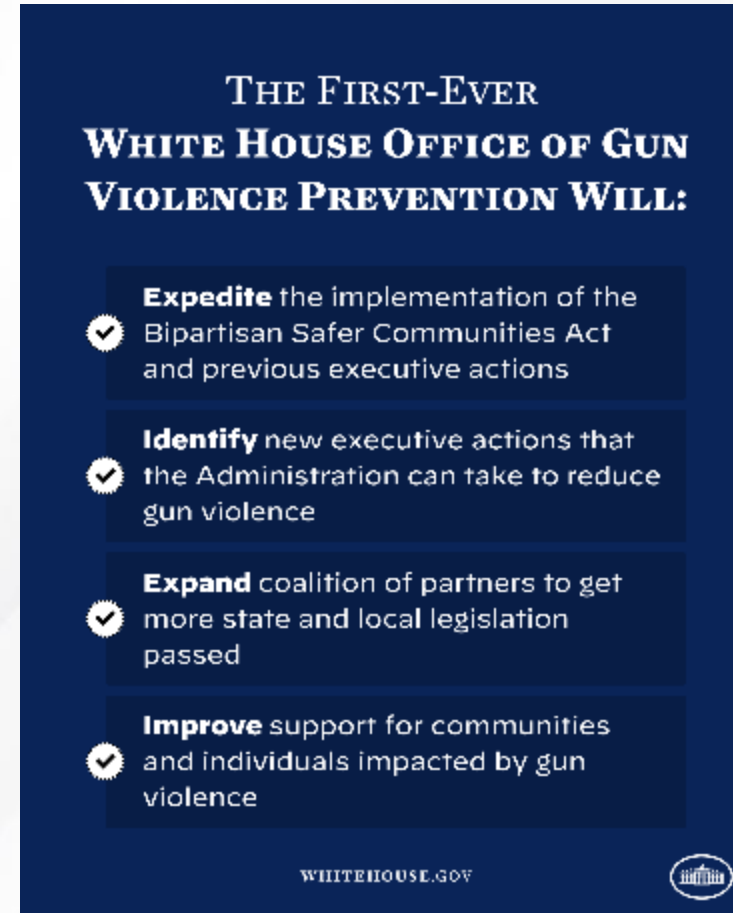 The First-Ever
White House Office of Gun
Violence Prevention Will:
Expedite the implementation of the
Bipartisan Safer Communities Act
and previous executive actions
Identify new executive actions that
the Administration can take to reduce
gun violence
Expand coalition of partners to get
more state and local legislation
passed
Improve support for communities
and individuals impacted by gun
violence
WHITEHOUSE.GOV